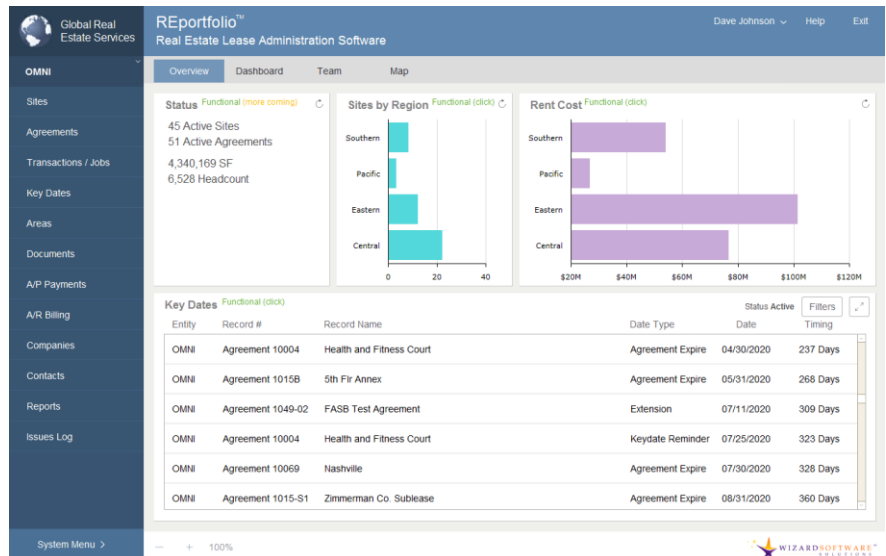 Global Real
Estate Services
REportfolio™
Real Estate Lease Administration Software
Dave Johnson Help Exit
OMNI
Overview Dashboard Team Map
Sites
Agreements
Transactions / Jobs
Key Dates
Areas
Documents
A/P Payments
A/R Billing
Companies
Contacts
Reports
Issues Log
System Menu >
Status Functional (more coming)
45 Active Sites
51 Active Agreements
4,340,169 SF
6,528 Headcount
Sites by Region Functional (click)
Southern
Pacific
Eastern
Central
0 20 40
Rent Cost Functional (click)
Southern
Pacific
Eastern
Central
$20M $40M $60M $80M $100M $120M
Key Dates Functional (click)
Status Active Filters
Entity Record # Record Name Date Type Date Timing
OMNI Agreement 10004 Health and Fitness Court Agreement Expire 04/30/2020 237 Days
OMNI Agreement 1015B 5th Flr Annex Agreement Expire 05/31/2020 268 Days
OMNI Agreement 1049-02 FASB Test Agreement Extension 07/11/2020 309 Days
OMNI Agreement 10004 Health and Fitness Court Keydate Reminder 07/25/2020 323 Days
OMNI Agreement 10069 Nashville Agreement Expire 07/30/2020 328 Days
OMNI Agreement 1015-S1 Zimmerman Co. Sublease Agreement Expire 08/31/2020 360 Days
− + 100%
WIZARDSOFTWARE™
SOLUTIONS